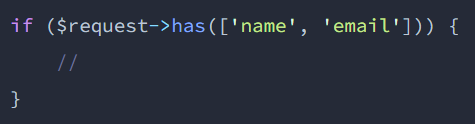 if ($request->has(['name', 'email'])) {
    //
}